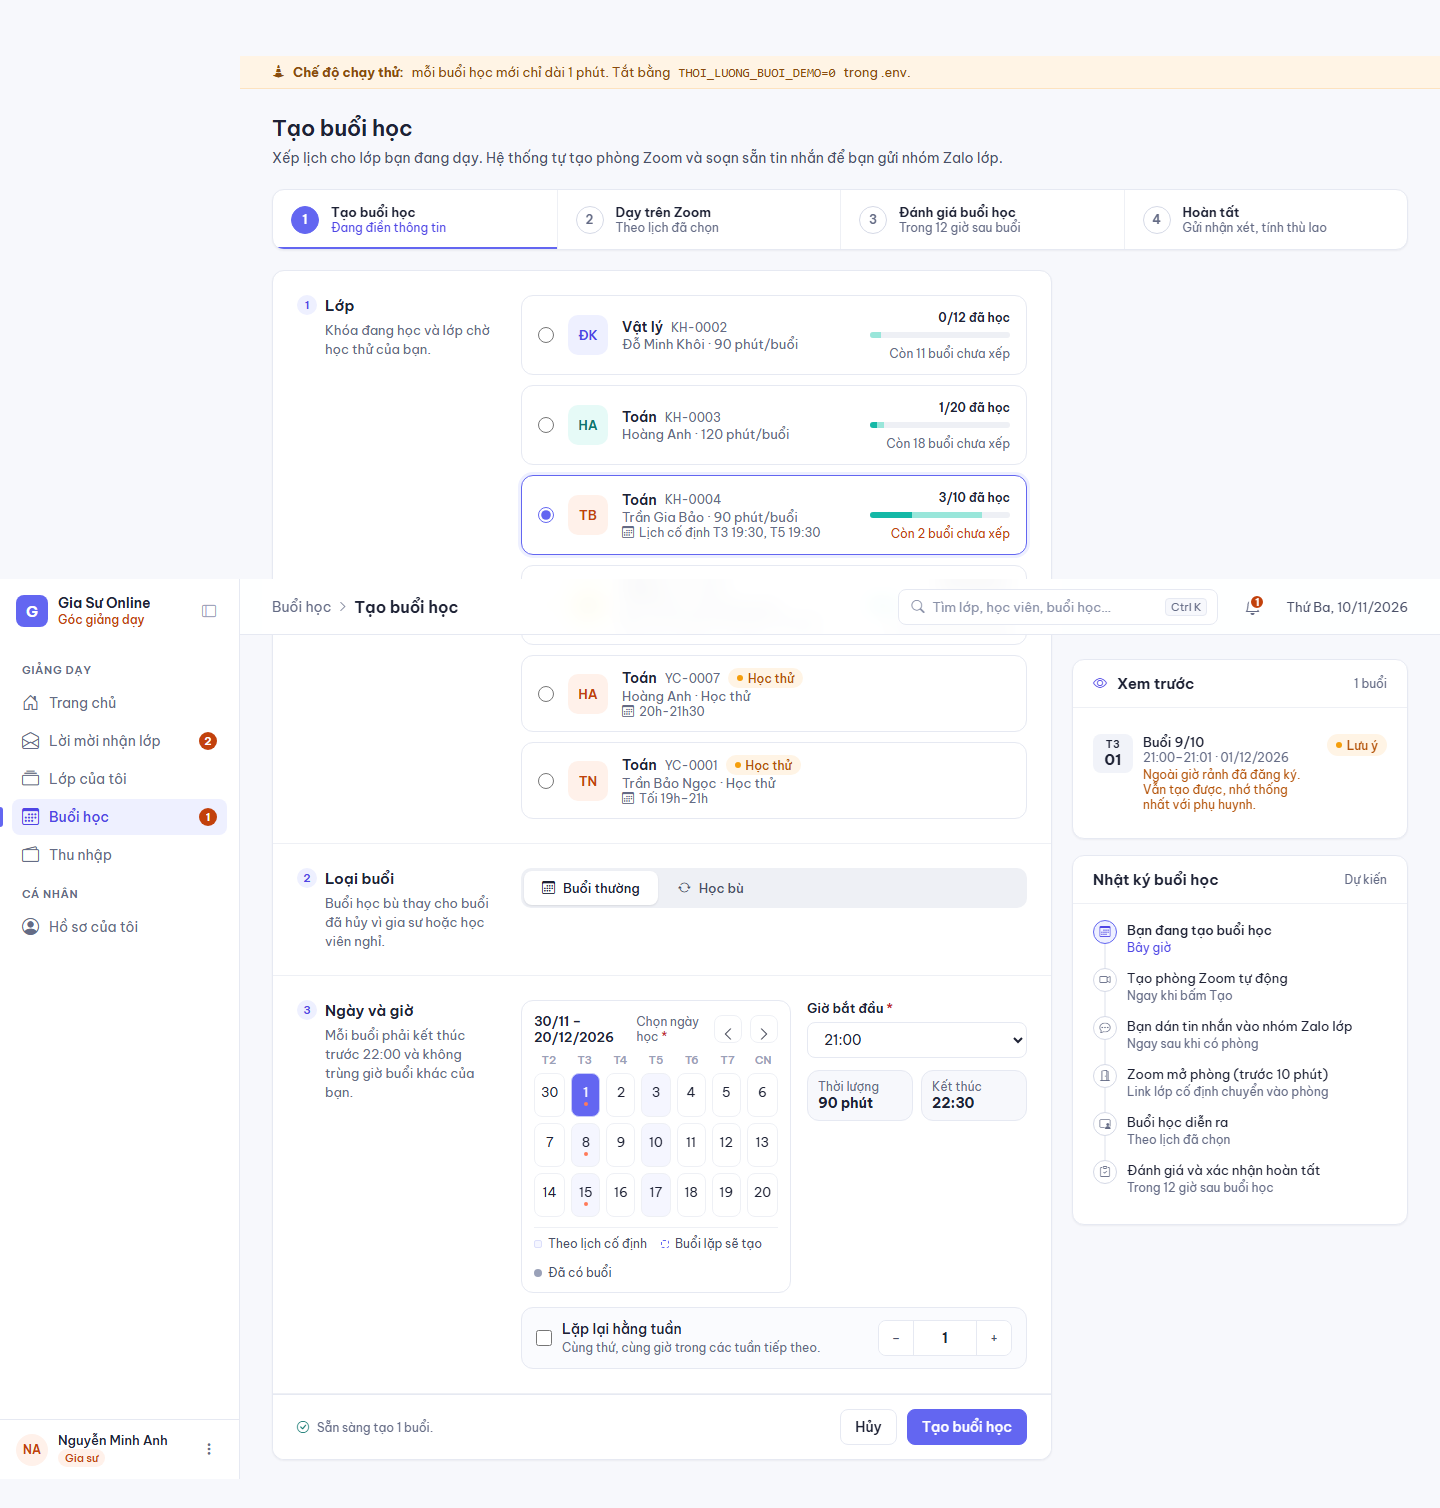 Chế độ chạy thử: mỗi buổi học mới chỉ dài 1 phút. Tắt bằng THOI_LUONG_BUOI_DEMO=0 trong .env.
Tạo buổi học
Xếp lịch cho lớp bạn đang dạy. Hệ thống tự tạo phòng Zoom và soạn sẵn tin nhắn để bạn gửi nhóm Zalo lớp.
1
Tạo buổi học
Đang điền thông tin
2
Dạy trên Zoom
Theo lịch đã chọn
3
Đánh giá buổi học
Trong 12 giờ sau buổi
4
Hoàn tất
Gửi nhận xét, tính thù lao
1 Lớp
Khóa đang học và lớp chờ
học thử của bạn.
ĐK
Vật lý KH-0002
Đỗ Minh Khôi · 90 phút/buổi
0/12 đã học
Còn 11 buổi chưa xếp
HA
Toán KH-0003
Hoàng Anh · 120 phút/buổi
1/20 đã học
Còn 18 buổi chưa xếp
TB
Toán KH-0004
Trần Gia Bảo · 90 phút/buổi
Lịch cố định T3 19:30, T5 19:30
3/10 đã học
Còn 2 buổi chưa xếp
G
Gia Sư Online
Góc giảng dạy
Buổi học > Tạo buổi học
Tìm lớp, học viên, buổi học...
Ctrl K
1
Thứ Ba, 10/11/2026
GIẢNG DẠY
Trang chủ
Lời mời nhận lớp 2
Lớp của tôi
Buổi học 1
Thu nhập
CÁ NHÂN
Hồ sơ của tôi
NA
Nguyễn Minh Anh
Gia sư
HA
Toán YC-0007 Học thử
Hoàng Anh · Học thử
20h-21h30
TN
Toán YC-0001 Học thử
Trần Bảo Ngọc · Học thử
Tối 19h-21h
2 Loại buổi
Buổi học bù thay cho buổi
đã hủy vì gia sư hoặc học
viên nghỉ.
Buổi thường
Học bù
3 Ngày và giờ
Mỗi buổi phải kết thúc
trước 22:00 và không
trùng giờ buổi khác của
bạn.
30/11 –
20/12/2026
Chọn ngày
học *
T2 T3 T4 T5 T6 T7 CN
30 1 2 3 4 5 6
7 8 9 10 11 12 13
14 15 16 17 18 19 20
Theo lịch cố định
Buổi lặp sẽ tạo
Đã có buổi
Giờ bắt đầu *
21:00
Thời lượng
90 phút
Kết thúc
22:30
Lặp lại hằng tuần
Cùng thứ, cùng giờ trong các tuần tiếp theo.
– 1 +
Sẵn sàng tạo 1 buổi.
Hủy
Tạo buổi học
Xem trước
1 buổi
T3
01
Buổi 9/10
21:00–21:01 · 01/12/2026
Ngoài giờ rảnh đã đăng ký.
Vẫn tạo được, nhớ thống
nhất với phụ huynh.
Lưu ý
Nhật ký buổi học
Dự kiến
Bạn đang tạo buổi học
Bây giờ
Tạo phòng Zoom tự động
Ngay khi bấm Tạo
Bạn dán tin nhắn vào nhóm Zalo lớp
Ngay sau khi có phòng
Zoom mở phòng (trước 10 phút)
Link lớp cố định chuyển vào phòng
Buổi học diễn ra
Theo lịch đã chọn
Đánh giá và xác nhận hoàn tất
Trong 12 giờ sau buổi học